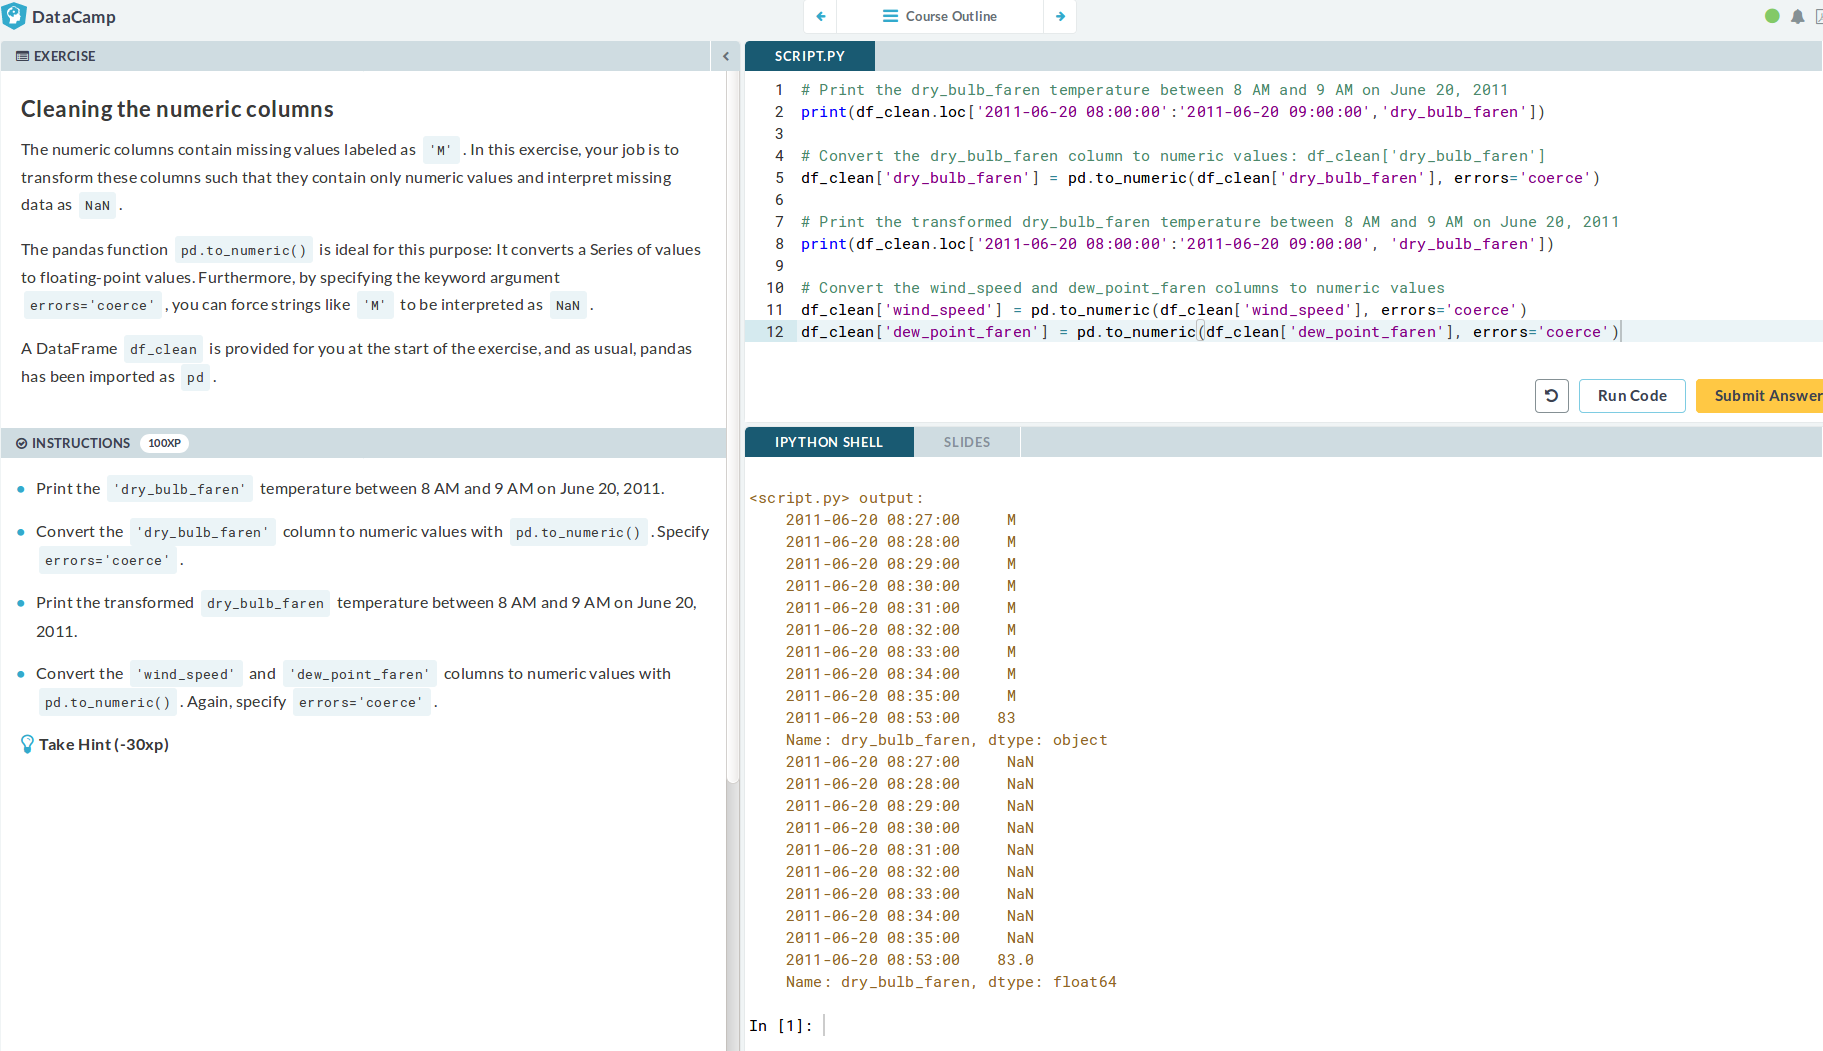 DataCamp
Course Outline
EXERCISE
Cleaning the numeric columns
The numeric columns contain missing values labeled as 'M' . In this exercise, your job is to
transform these columns such that they contain only numeric values and interpret missing
data as NaN .
The pandas function pd.to_numeric() is ideal for this purpose: It converts a Series of values
to floating-point values. Furthermore, by specifying the keyword argument
errors='coerce' , you can force strings like 'M' to be interpreted as NaN .
A DataFrame df_clean is provided for you at the start of the exercise, and as usual, pandas
has been imported as pd .
INSTRUCTIONS 100XP
Print the 'dry_bulb_faren' temperature between 8 AM and 9 AM on June 20, 2011.
Convert the 'dry_bulb_faren' column to numeric values with pd.to_numeric() . Specify
errors='coerce' .
Print the transformed dry_bulb_faren temperature between 8 AM and 9 AM on June 20,
2011.
Convert the 'wind_speed' and 'dew_point_faren' columns to numeric values with
pd.to_numeric() . Again, specify errors='coerce' .
Take Hint (-30xp)
SCRIPT.PY
1 # Print the dry_bulb_faren temperature between 8 AM and 9 AM on June 20, 2011
2 print(df_clean.loc['2011-06-20 08:00:00':'2011-06-20 09:00:00','dry_bulb_faren'])
3
4 # Convert the dry_bulb_faren column to numeric values: df_clean['dry_bulb_faren']
5 df_clean['dry_bulb_faren'] = pd.to_numeric(df_clean['dry_bulb_faren'], errors='coerce')
6
7 # Print the transformed dry_bulb_faren temperature between 8 AM and 9 AM on June 20, 2011
8 print(df_clean.loc['2011-06-20 08:00:00':'2011-06-20 09:00:00', 'dry_bulb_faren'])
9
10 # Convert the wind_speed and dew_point_faren columns to numeric values
11 df_clean['wind_speed'] = pd.to_numeric(df_clean['wind_speed'], errors='coerce')
12 df_clean['dew_point_faren'] = pd.to_numeric(df_clean['dew_point_faren'], errors='coerce')
Run Code
Submit Answer
IPYTHON SHELL
SLIDES
<script.py> output:
2011-06-20 08:27:00 M
2011-06-20 08:28:00 M
2011-06-20 08:29:00 M
2011-06-20 08:30:00 M
2011-06-20 08:31:00 M
2011-06-20 08:32:00 M
2011-06-20 08:33:00 M
2011-06-20 08:34:00 M
2011-06-20 08:35:00 M
2011-06-20 08:53:00 83
Name: dry_bulb_faren, dtype: object
2011-06-20 08:27:00 NaN
2011-06-20 08:28:00 NaN
2011-06-20 08:29:00 NaN
2011-06-20 08:30:00 NaN
2011-06-20 08:31:00 NaN
2011-06-20 08:32:00 NaN
2011-06-20 08:33:00 NaN
2011-06-20 08:34:00 NaN
2011-06-20 08:35:00 NaN
2011-06-20 08:53:00 83.0
Name: dry_bulb_faren, dtype: float64
In [1]: